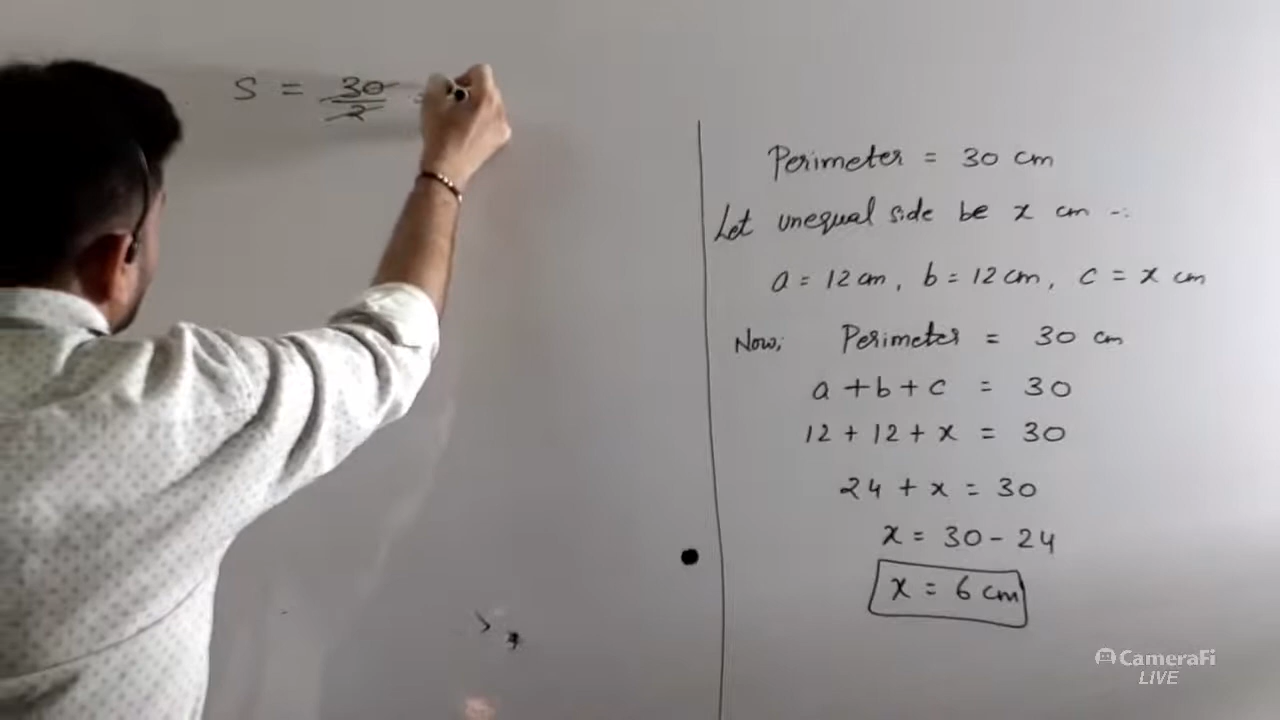 S = 30/2 =
Perimeter = 30 cm
Let unequal side be x cm ∴
a = 12 cm, b = 12 cm, c = x cm
Now, Perimeter = 30 cm
a + b + c = 30
12 + 12 + x = 30
24 + x = 30
x = 30 - 24
x = 6 cm
CameraFi
LIVE